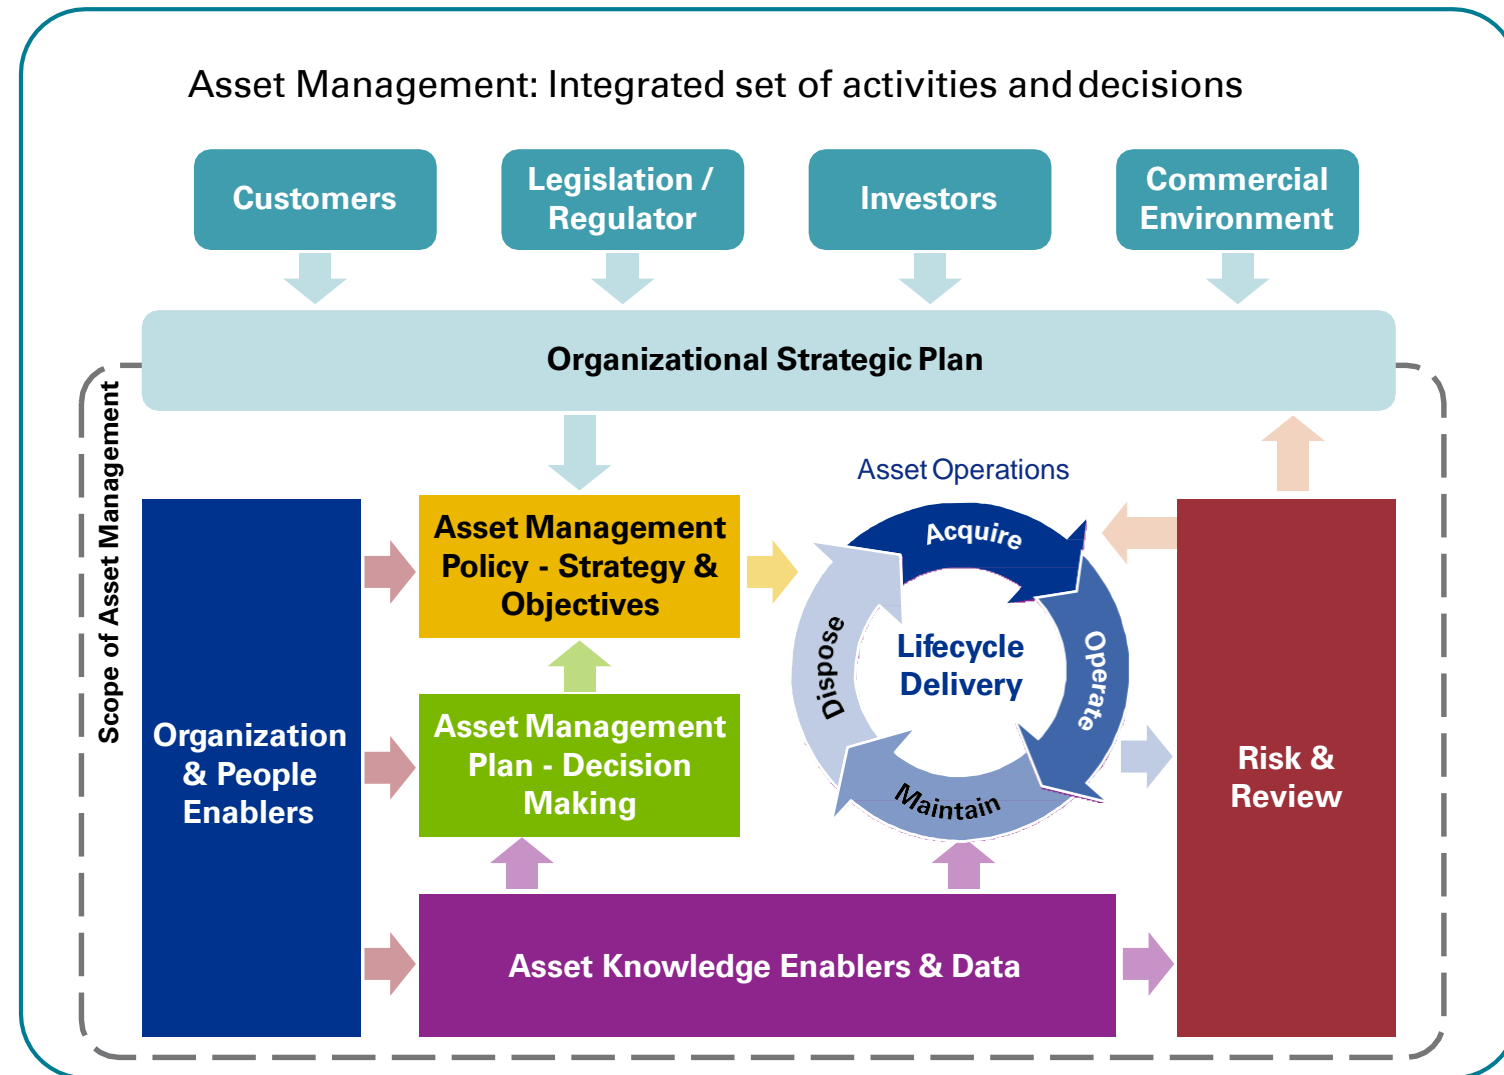 Asset Management: Integrated set of activities and decisions
Customers
Legislation /
Regulator
Investors
Commercial
Environment
Organizational Strategic Plan
Scope of Asset Management
Organization
& People
Enablers
Asset Management
Policy - Strategy &
Objectives
Asset Management
Plan - Decision
Making
Asset Operations
Acquire
Operate
Maintain
Dispose
Lifecycle
Delivery
Risk &
Review
Asset Knowledge Enablers & Data